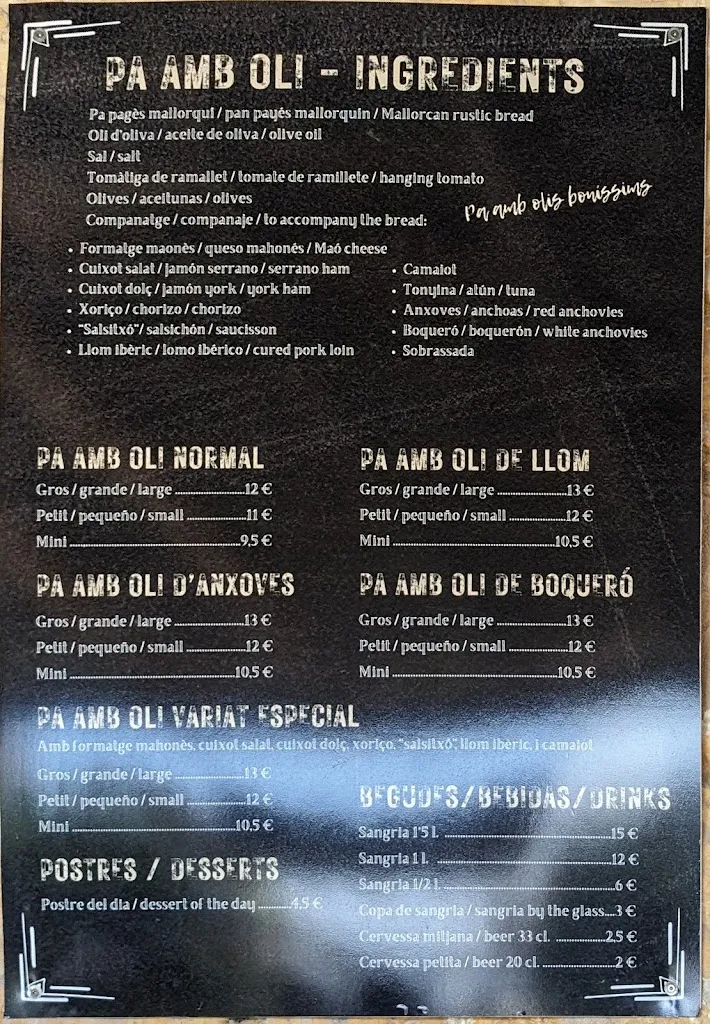 PA AMB OLI - INGREDIENTS
Pa pagès mallorquí / pan payés mallorquin / Mallorcan rustic bread
Oli d'oliva / aceite de oliva / olive oil
Sal / salt
Tomàtiga de ramallet / tomate de ramillete / hanging tomato
Olives / aceitunas / olives
Companatge / companaje / to accompany the bread:
Pa amb olis boníssims
• Formatge maonès / queso mahonés / Maó cheese
• Cuixot salat / jamón serrano / serrano ham
• Cuixot dolç / jamón york / york ham
• Xoriço / chorizo / chorizo
• "Salsitxó"/ salsichón / saucisson
• Llom ibèric / lomo ibérico / cured pork loin
• Camaiot
• Tonyina / atún / tuna
• Anxoves / anchoas / red anchovies
• Boqueró / boquerón / white anchovies
• Sobrassada
PA AMB OLI NORMAL
Gros / grande / large ..................12 €
Petit / pequeño / small ..................11 €
Mini ..................9,5 €
PA AMB OLI DE LLOM
Gros / grande / large ..................13 €
Petit / pequeño / small ..................12 €
Mini ..................10,5 €
PA AMB OLI D'ANXOVES
Gros / grande / large ..................13 €
Petit / pequeño / small ..................12 €
Mini ..................10,5 €
PA AMB OLI DE BOQUERÓ
Gros / grande / large ..................13 €
Petit / pequeño / small ..................12 €
Mini ..................10,5 €
PA AMB OLI VARIAT ESPECIAL
Amb formatge mahonès, cuixot salat, cuixot dolç, xoriço, "salsitxó", llom ibèric, i camaiot
Gros / grande / large ..................13 €
Petit / pequeño / small ..................12 €
Mini ..................10,5 €
POSTRES / DESSERTS
Postre del dia / dessert of the day ..........4,5 €
BEGUDES/BEBIDAS/DRINKS
Sangria 1'5 l. ..................15 €
Sangria 1 l. ..................12 €
Sangria 1/2 l. ..................6 €
Copa de sangria / sangria by the glass...3 €
Cervessa mitjana / beer 33 cl. ..........2,5 €
Cervessa petita / beer 20 cl. ..........2 €